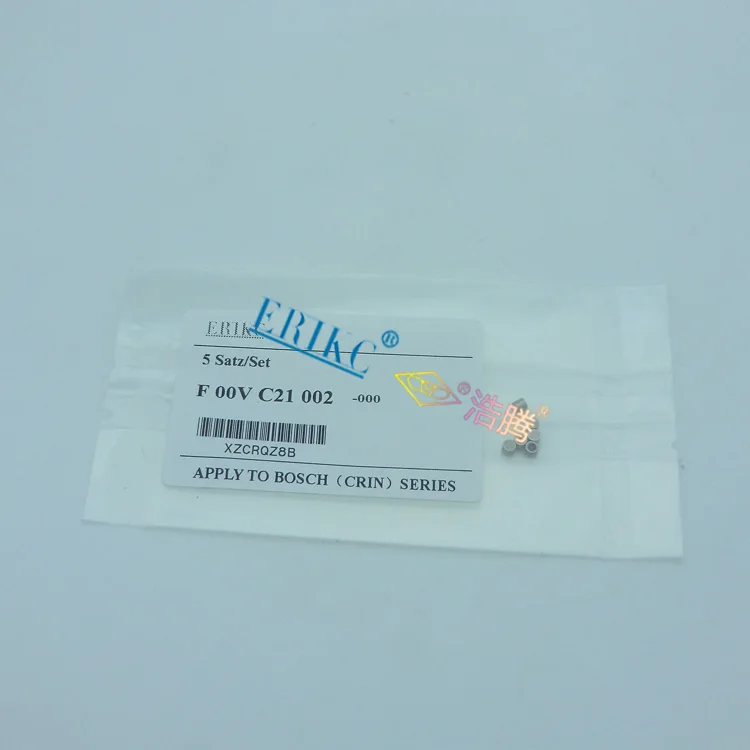 ERIKC
ERIKC®
5 Satz/Set
F 00V C21 002 -000
®浩腾®
XZCRQZ8B
APPLY TO BOSCH（CRIN）SERIES